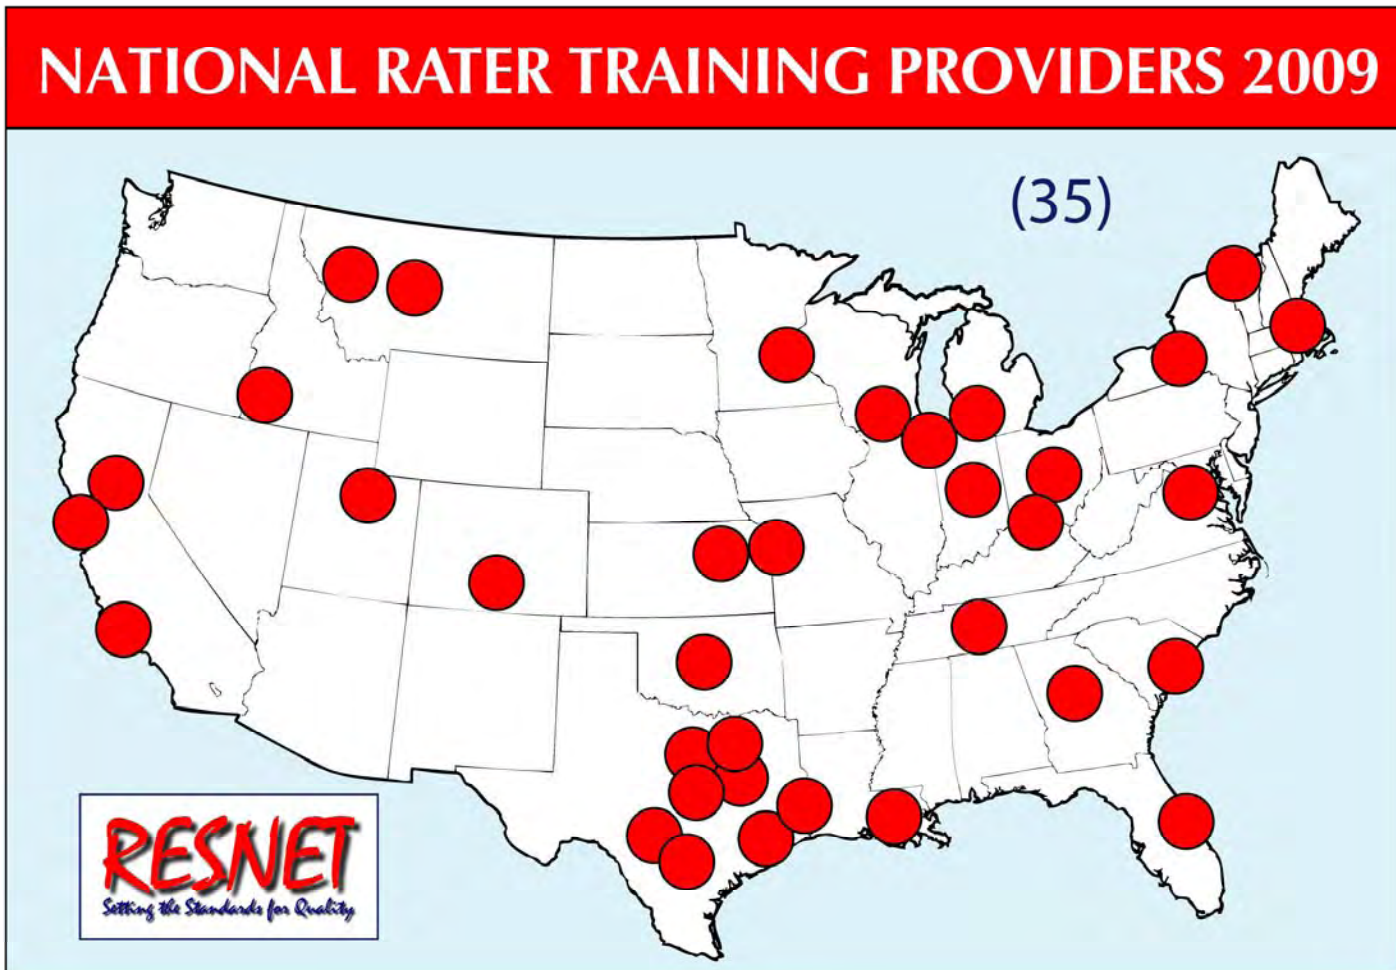 NATIONAL RATER TRAINING PROVIDERS 2009
(35)
RESNET
Setting the Standards for Quality